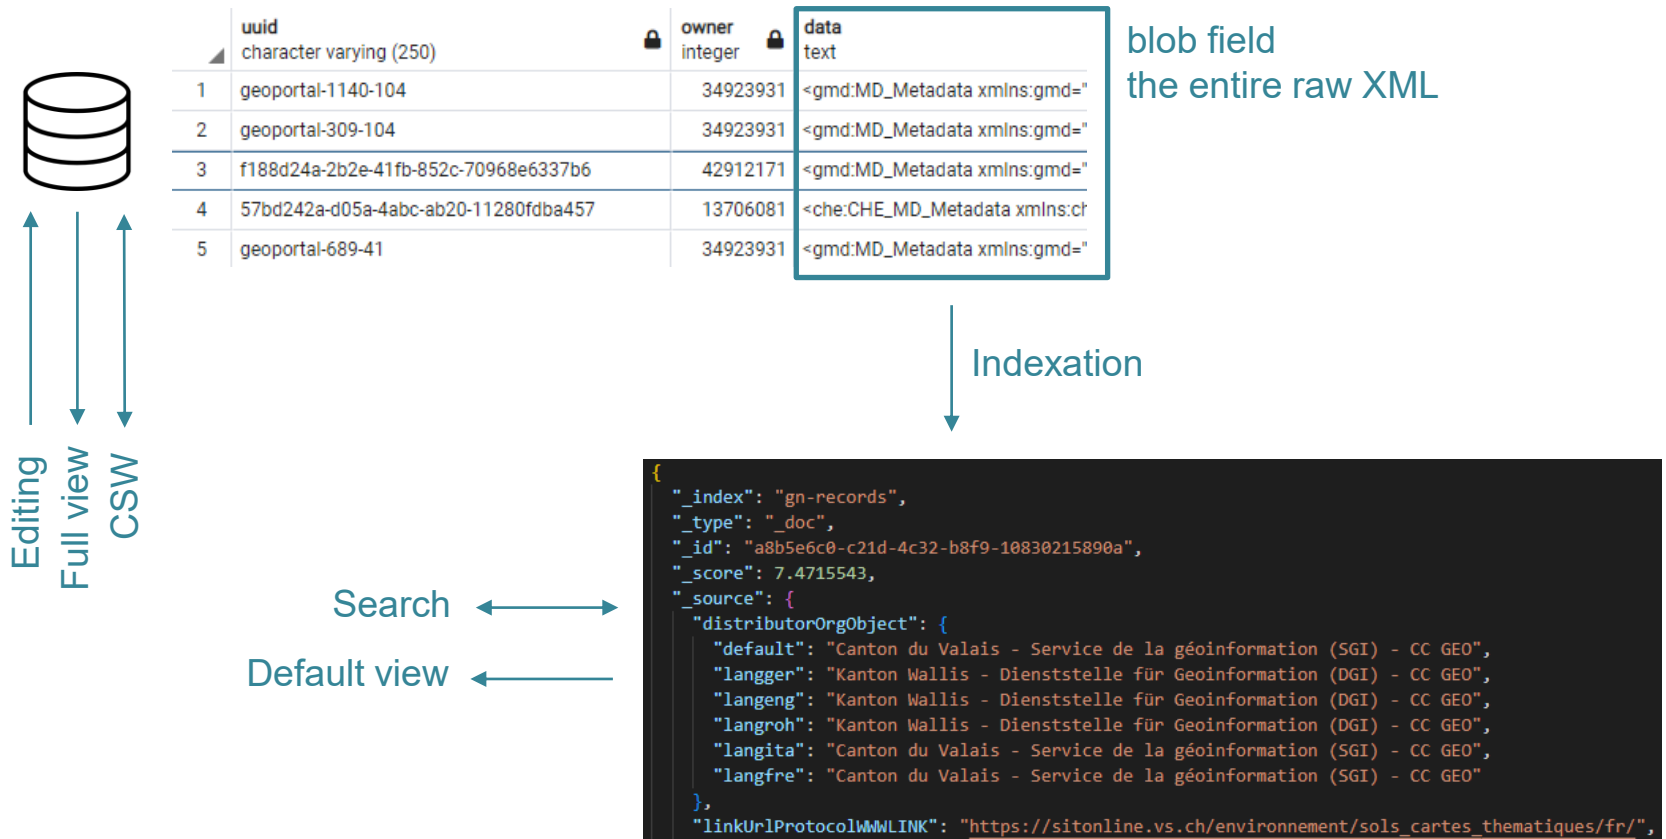 uuid
character varying (250)
owner
integer
data
text
1 geoportal-1140-104 34923931 <gmd:MD_Metadata xmlns:gmd="
2 geoportal-309-104 34923931 <gmd:MD_Metadata xmlns:gmd="
3 f188d24a-2b2e-41fb-852c-70968e6337b6 42912171 <gmd:MD_Metadata xmlns:gmd="
4 57bd242a-d05a-4abc-ab20-11280fdba457 13706081 <che:CHE_MD_Metadata xmlns:ch
5 geoportal-689-41 34923931 <gmd:MD_Metadata xmlns:gmd="
blob field
the entire raw XML
Indexation
Editing
Full view
CSW
Search
Default view
{
"_index": "gn-records",
"_type": "_doc",
"_id": "a8b5e6c0-c21d-4c32-b8f9-10830215890a",
"_score": 7.4715543,
"_source": {
"distributorOrgObject": {
"default": "Canton du Valais - Service de la géoinformation (SGI) - CC GEO",
"langger": "Kanton Wallis - Dienststelle für Geoinformation (DGI) - CC GEO",
"langeng": "Kanton Wallis - Dienststelle für Geoinformation (DGI) - CC GEO",
"langroh": "Kanton Wallis - Dienststelle für Geoinformation (DGI) - CC GEO",
"langita": "Canton du Valais - Service de la géoinformation (SGI) - CC GEO",
"langfre": "Canton du Valais - Service de la géoinformation (SGI) - CC GEO"
},
"linkUrlProtocolWWWLINK": "https://sitonline.vs.ch/environnement/sols_cartes_thematiques/fr/",